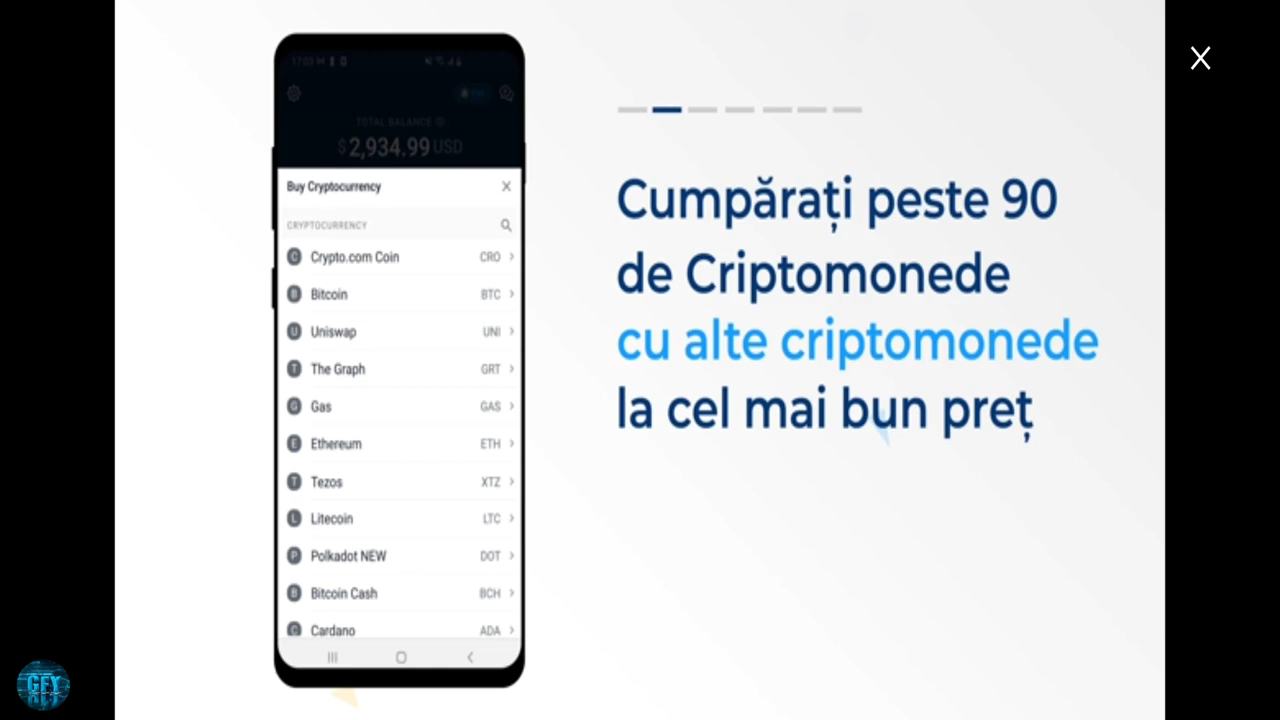 17:03
TOTAL BALANCE
$2,934.99 USD
Buy Cryptocurrency
CRYPTOCURRENCY
C Crypto.com Coin CRO
B Bitcoin BTC
U Uniswap UNI
T The Graph GRT
G Gas GAS
E Ethereum ETH
T Tezos XTZ
L Litecoin LTC
P Polkadot NEW DOT
B Bitcoin Cash BCH
C Cardano ADA
Cumpărați peste 90
de Criptomonede
cu alte criptomonede
la cel mai bun preț
X